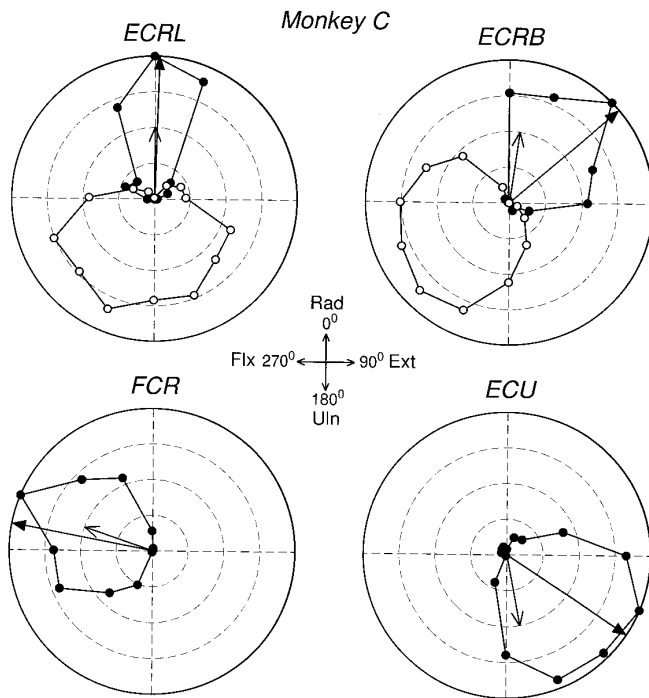 Monkey C
ECRL
ECRB
Rad
0⁰
Flx 270⁰
90⁰ Ext
180⁰
Uln
FCR
ECU